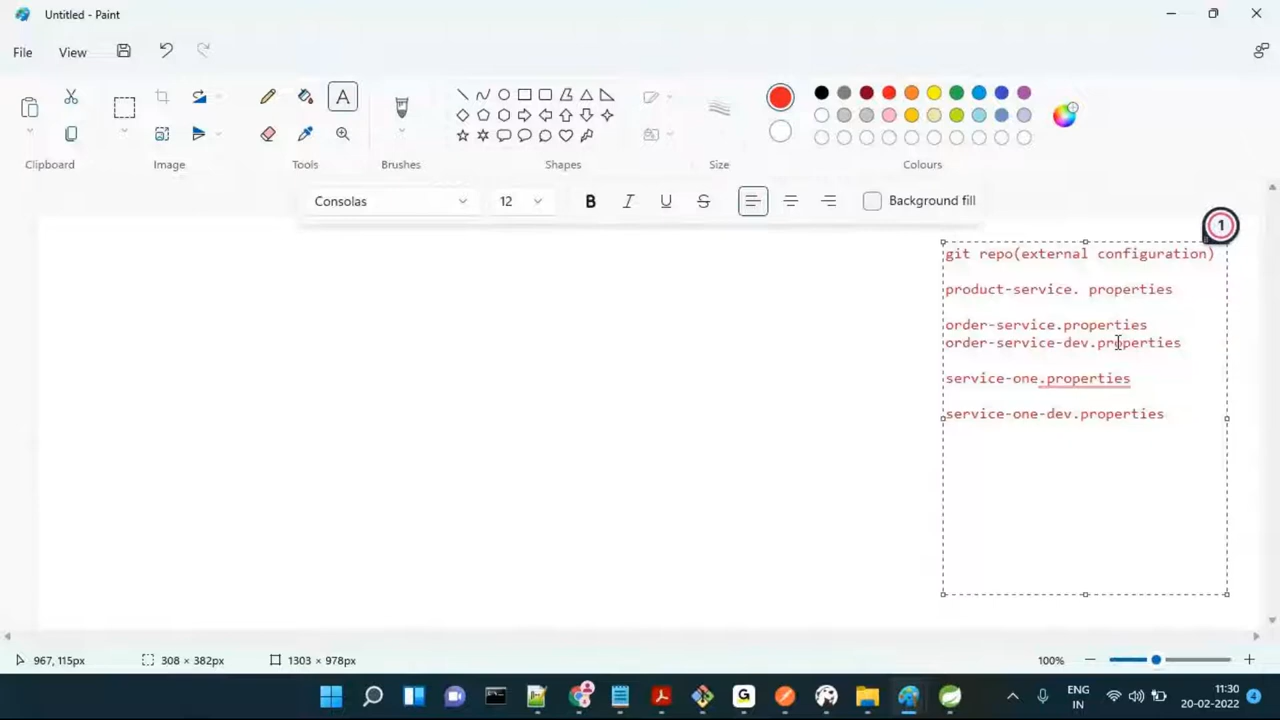 Untitled - Paint
File
View
Clipboard
Image
Tools
Brushes
Shapes
Size
Colours
A
Consolas
12
B
I
U
S
Background fill
1
git repo(external configuration)
product-service. properties
order-service.properties
order-service-dev.properties
service-one.properties
service-one-dev.properties
967, 115px
308 × 382px
1303 × 978px
100%
ENG
IN
11:30
20-02-2022
4